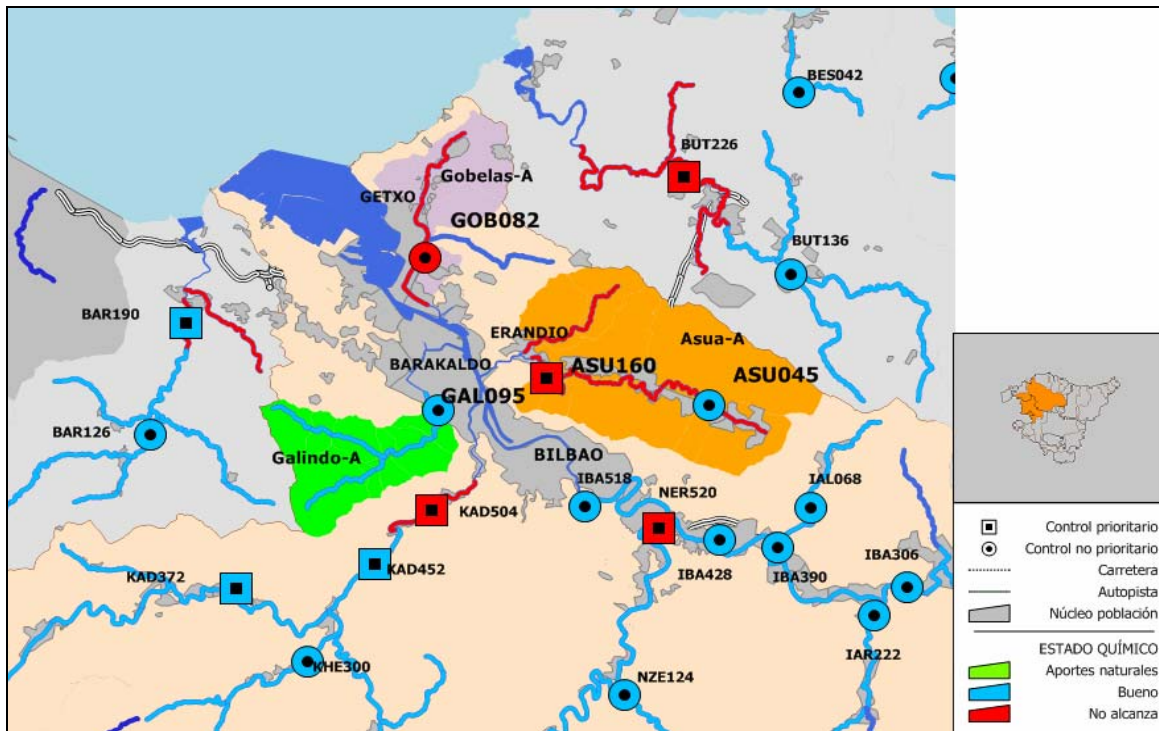 BES042
BUT226
Gobelas-A
GETXO
GOB082
BUT136
BAR190
ERANDIO
Asua-A
BARAKALDO
ASU160
ASU045
GAL095
BAR126
Galindo-A
BILBAO
IBA518
NER520
IAL068
KAD504
IBA306
KAD372
KAD452
IBA428
IBA390
KHE300
IAR222
NZE124
Control prioritario
Control no prioritario
Carretera
Autopista
Núcleo población
ESTADO QUÍMICO
Aportes naturales
Bueno
No alcanza